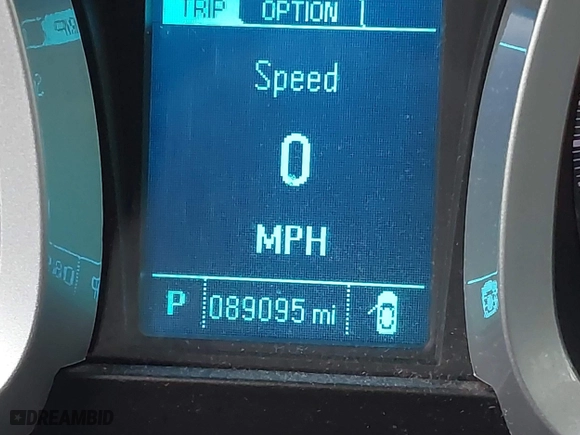 TRIP OPTION
Speed
0
MPH
P 089095 mi
DREAMBID